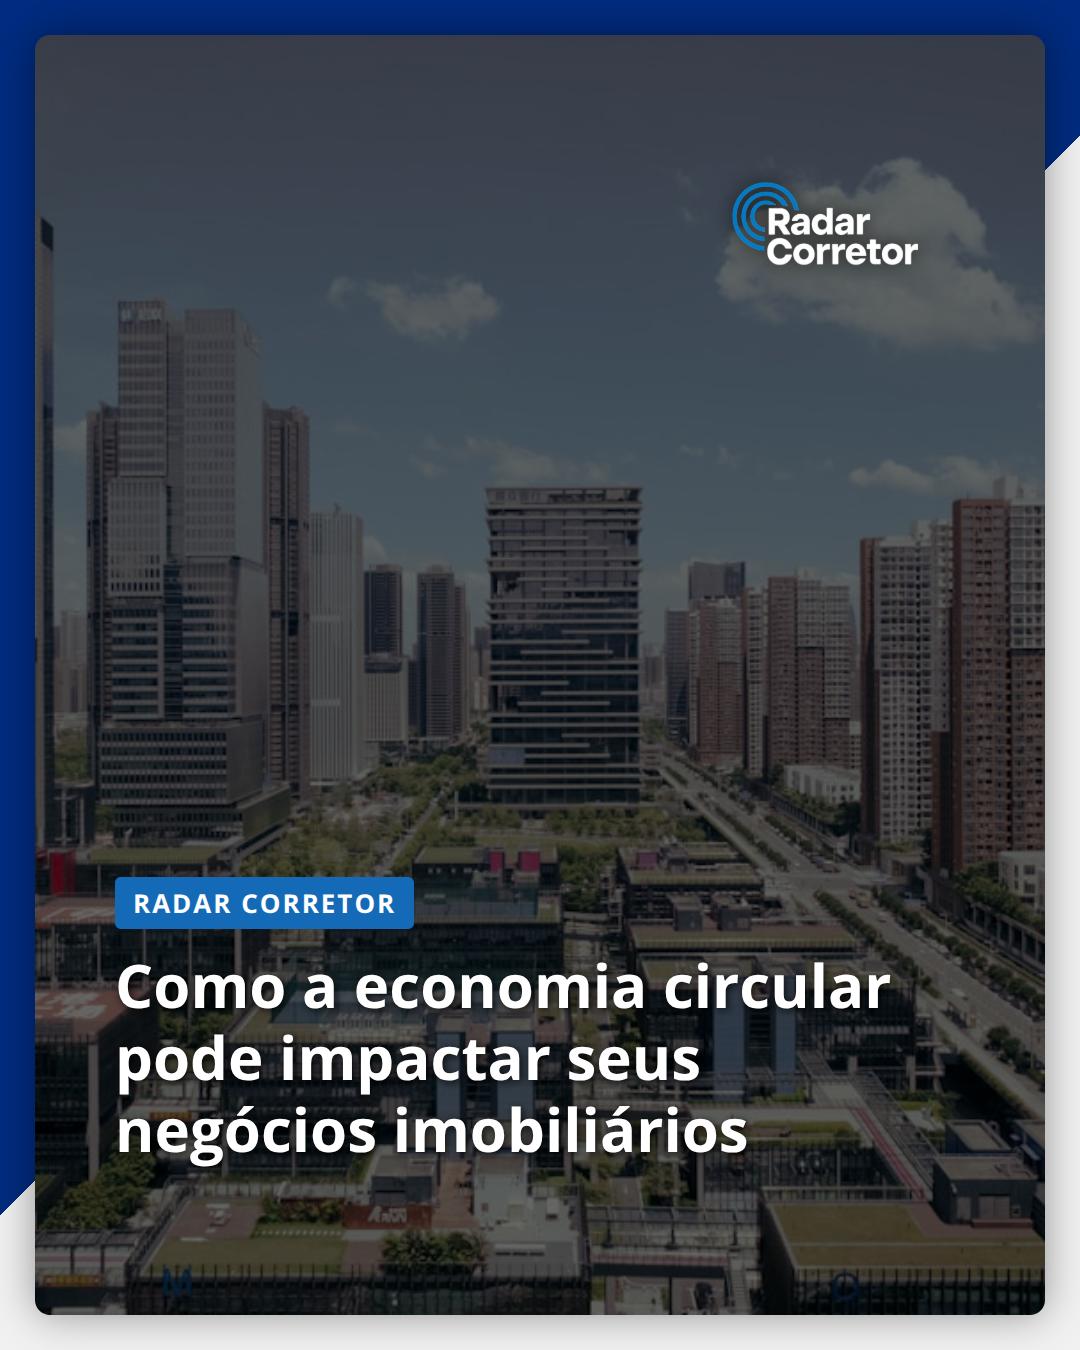 Radar
Corretor
RADAR CORRETOR
Como a economia circular
pode impactar seus
negócios imobiliários